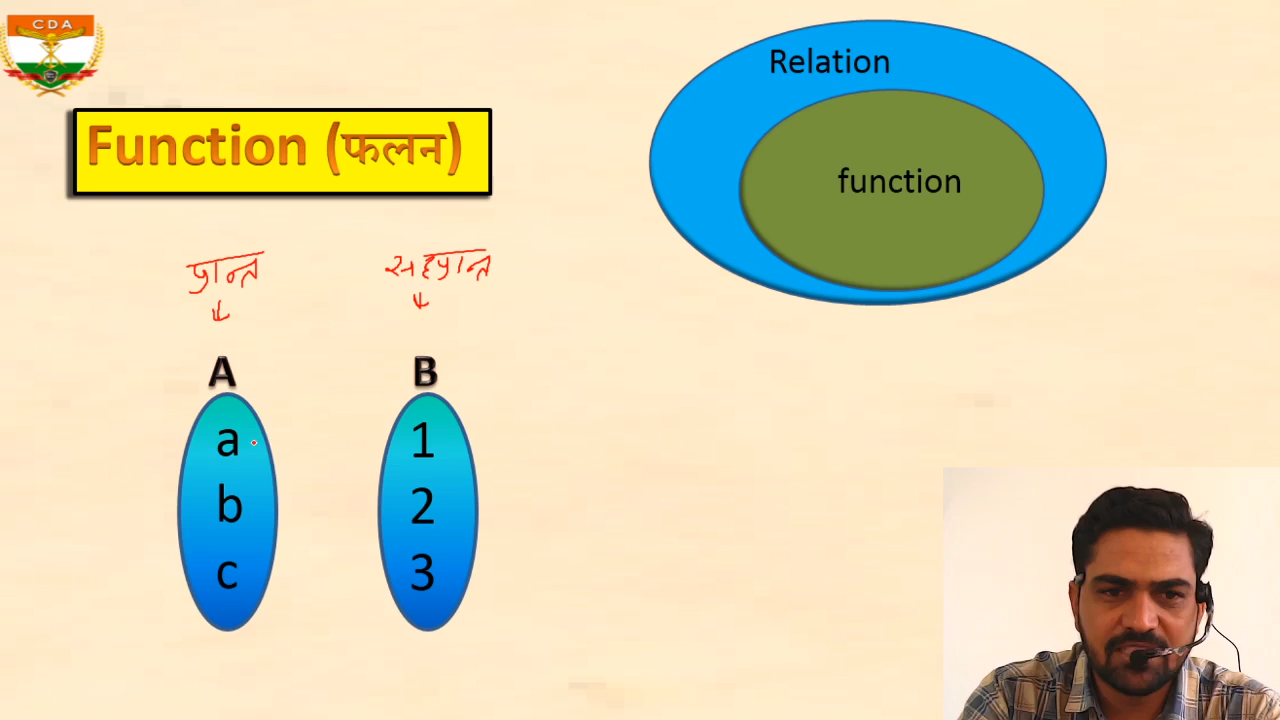 CDA
Relation
Function (फलन)
function
प्रान्त
सहप्रान्त
A B
a 1
b 2
c 3